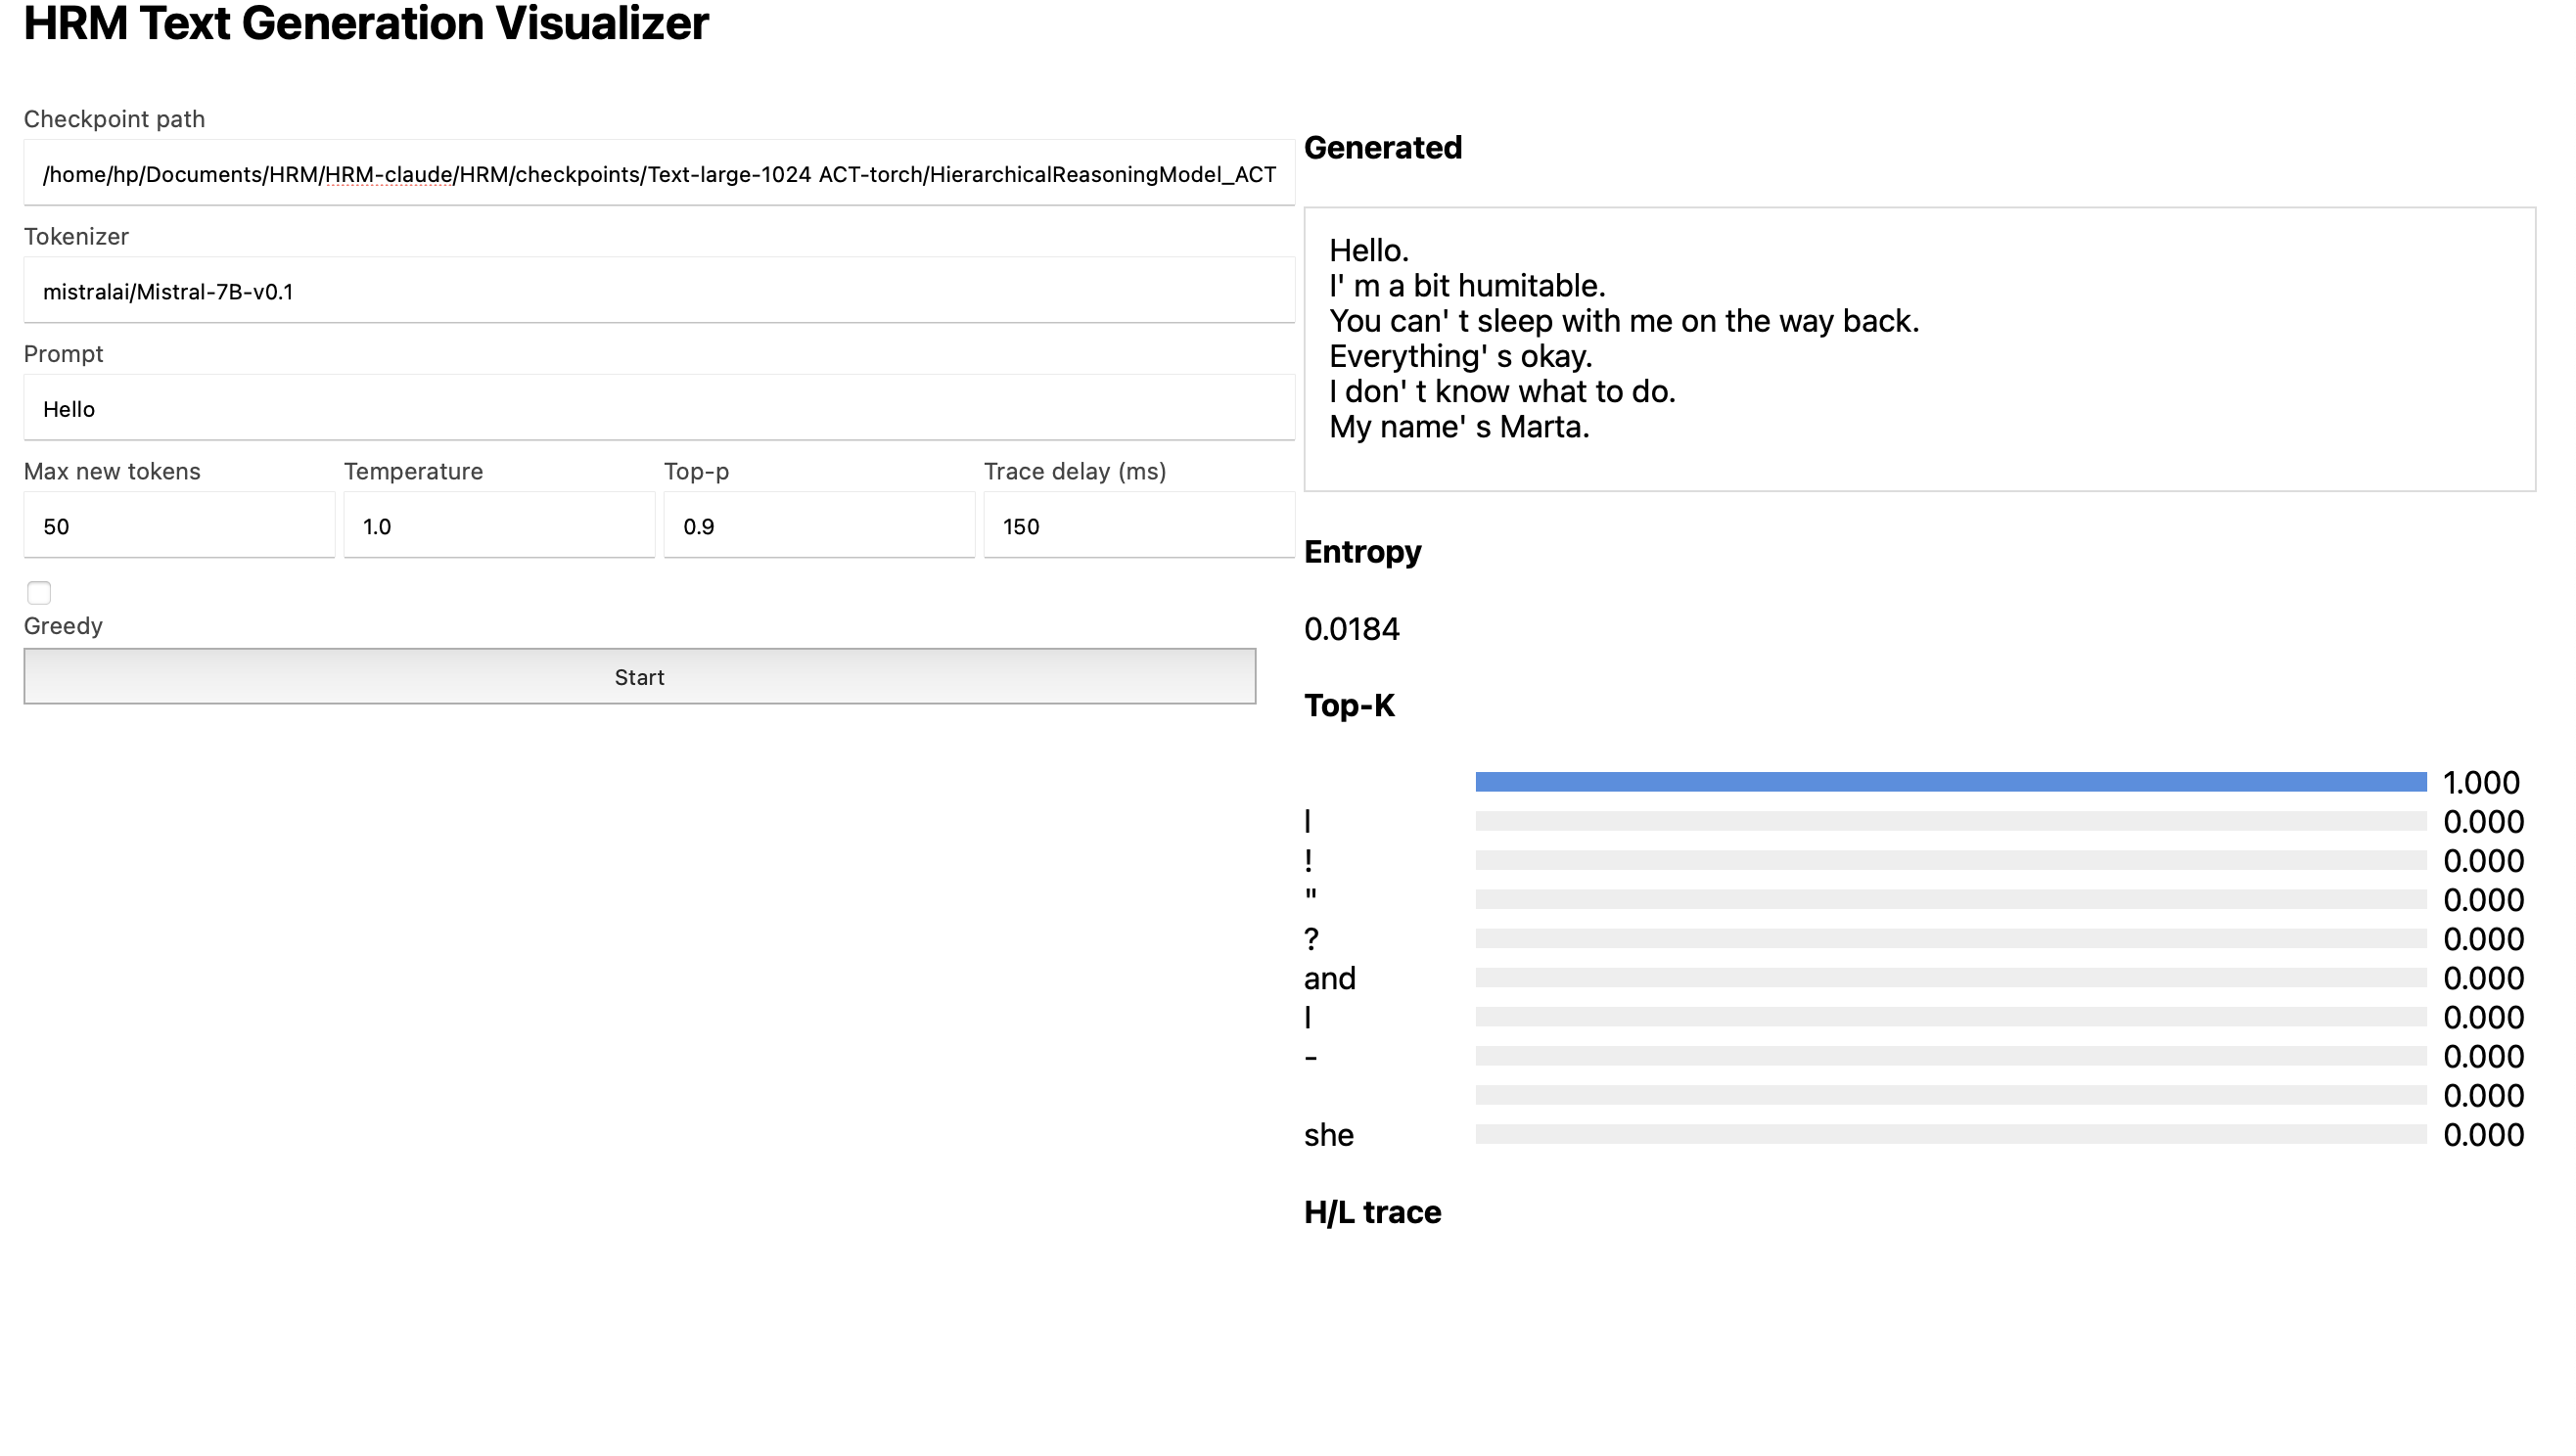 HRM Text Generation Visualizer
Checkpoint path
/home/hp/Documents/HRM/HRM-claude/HRM/checkpoints/Text-large-1024 ACT-torch/HierarchicalReasoningModel_ACT
Tokenizer
mistralai/Mistral-7B-v0.1
Prompt
Hello
Max new tokens Temperature Top-p Trace delay (ms)
50 1.0 0.9 150
Greedy
Start
Generated
Hello.
I' m a bit humitable.
You can' t sleep with me on the way back.
Everything' s okay.
I don' t know what to do.
My name' s Marta.
Entropy
0.0184
Top-K
1.000
I 0.000
! 0.000
" 0.000
? 0.000
and 0.000
I 0.000
- 0.000
0.000
she 0.000
H/L trace